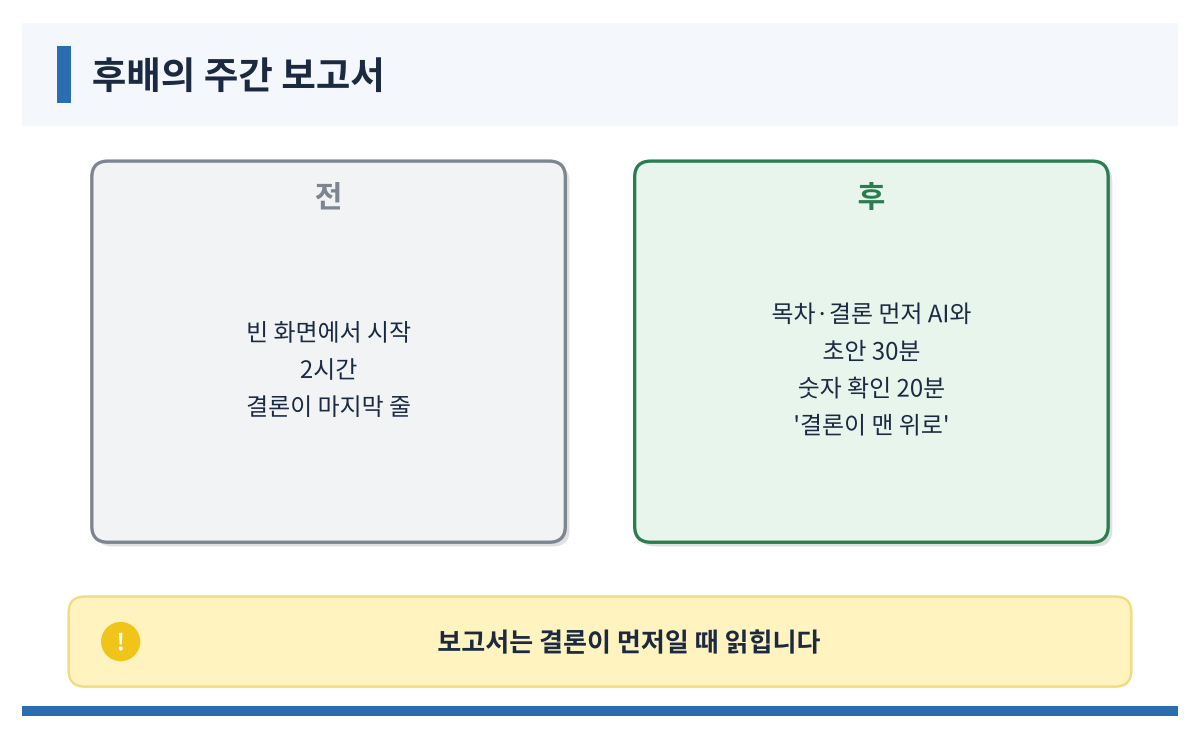 후배의 주간 보고서
전
빈 화면에서 시작
2시간
결론이 마지막 줄
후
목차·결론 먼저 AI와
초안 30분
숫자 확인 20분
'결론이 맨 위로'
!
보고서는 결론이 먼저일 때 읽힙니다